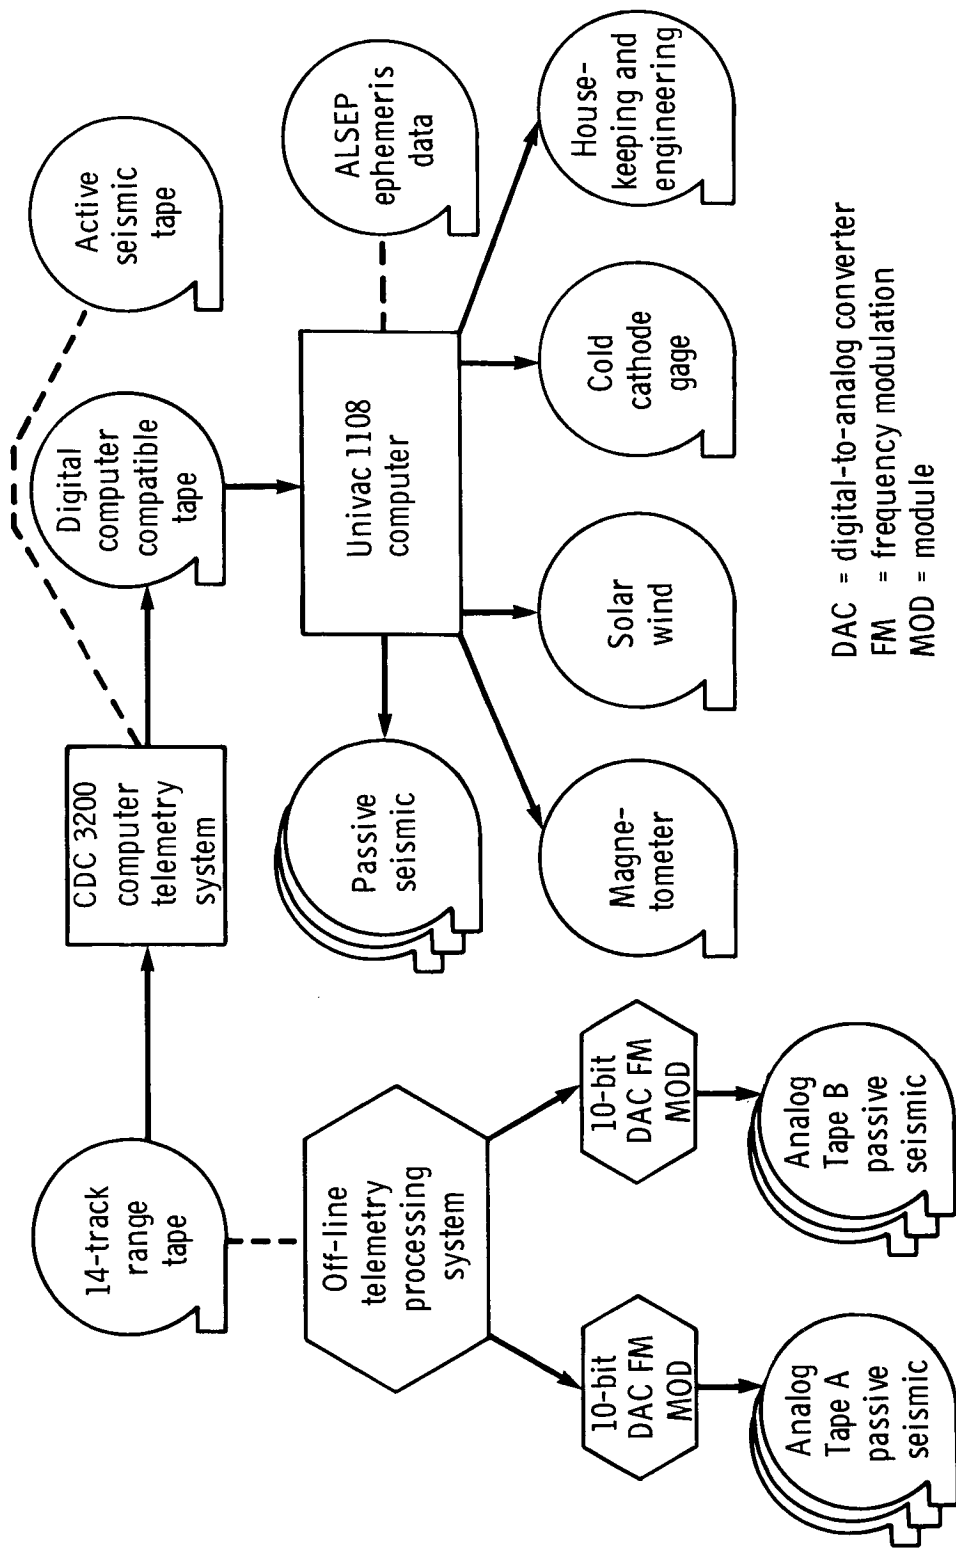 14-track
range
tape
CDC 3200
computer
telemetry
system
Digital
computer
compatible
tape
Active
seismic
tape
Off-line
telemetry
processing
system
Passive
seismic
Univac 1108
computer
ALSEP
ephemeris
data
10-bit
DAC FM
MOD
10-bit
DAC FM
MOD
Magne-
tometer
Solar
wind
Cold
cathode
gage
House-
keeping and
engineering
Analog
Tape A
passive
seismic
Analog
Tape B
passive
seismic
DAC = digital-to-analog converter
FM = frequency modulation
MOD = module